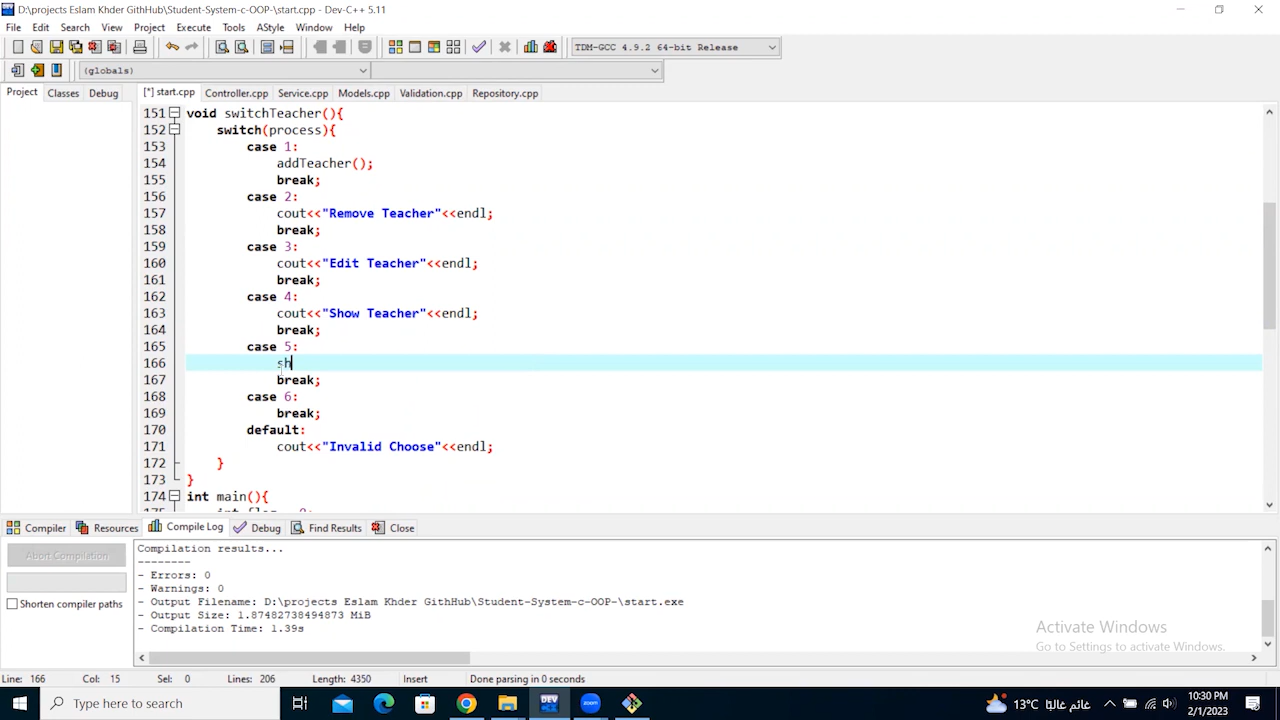 D:\projects Eslam Khder GitHub\Student-System-c-OOP-\start.cpp - Dev-C++ 5.11
File Edit Search View Project Execute Tools AStyle Window Help
TDM-GCC 4.9.2 64-bit Release
(globals)
Project Classes Debug [*] start.cpp Controller.cpp Service.cpp Models.cpp Validation.cpp Repository.cpp
151 void switchTeacher(){
152 switch(process){
153 case 1:
154 addTeacher();
155 break;
156 case 2:
157 cout<<"Remove Teacher"<<endl;
158 break;
159 case 3:
160 cout<<"Edit Teacher"<<endl;
161 break;
162 case 4:
163 cout<<"Show Teacher"<<endl;
164 break;
165 case 5:
166 sh
167 break;
168 case 6:
169 break;
170 default:
171 cout<<"Invalid Choose"<<endl;
172 }
173 }
174 int main(){
Compiler Resources Compile Log Debug Find Results Close
Abort Compilation
Shorten compiler paths
Compilation results...
--------
- Errors: 0
- Warnings: 0
- Output Filename: D:\projects Eslam Khder GitHub\Student-System-c-OOP-\start.exe
- Output Size: 1.87482738494873 MiB
- Compilation Time: 1.39s
Activate Windows
Go to Settings to activate Windows.
Line: 166 Col: 15 Sel: 0 Lines: 206 Length: 4350 Insert Done parsing in 0 seconds
Type here to search
DEV
13°C غائم غالبًا
10:30 PM
2/1/2023